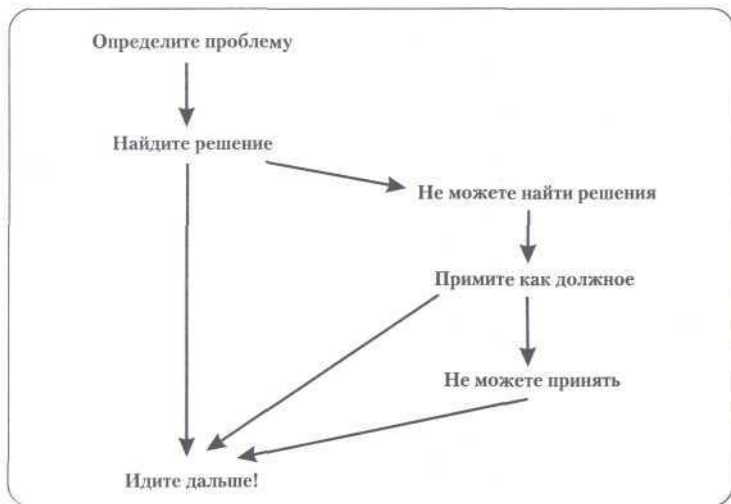 Определите проблему
Найдите решение
Не можете найти решения
Примите как должное
Не можете принять
Идите дальше!